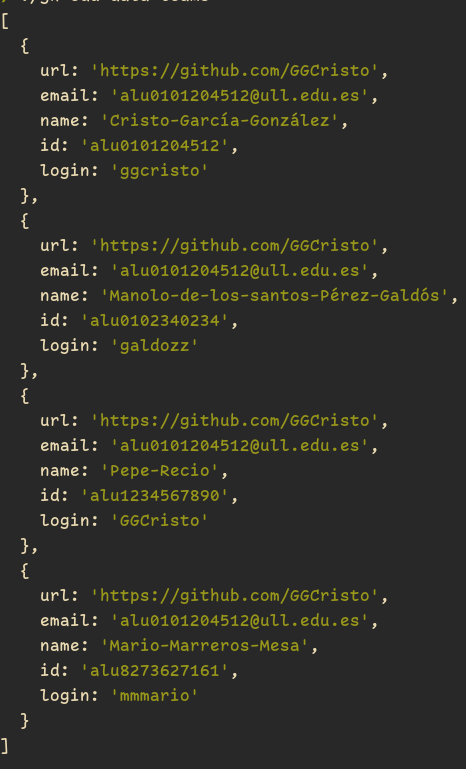 [
  {
    url: 'https://github.com/GGCristo',
    email: 'alu0101204512@ull.edu.es',
    name: 'Cristo-García-González',
    id: 'alu0101204512',
    login: 'ggcristo'
  },
  {
    url: 'https://github.com/GGCristo',
    email: 'alu0101204512@ull.edu.es',
    name: 'Manolo-de-los-santos-Pérez-Galdós',
    id: 'alu0102340234',
    login: 'galdozz'
  },
  {
    url: 'https://github.com/GGCristo',
    email: 'alu0101204512@ull.edu.es',
    name: 'Pepe-Recio',
    id: 'alu1234567890',
    login: 'GGCristo'
  },
  {
    url: 'https://github.com/GGCristo',
    email: 'alu0101204512@ull.edu.es',
    name: 'Mario-Marreros-Mesa',
    id: 'alu8273627161',
    login: 'mmmario'
  }
]